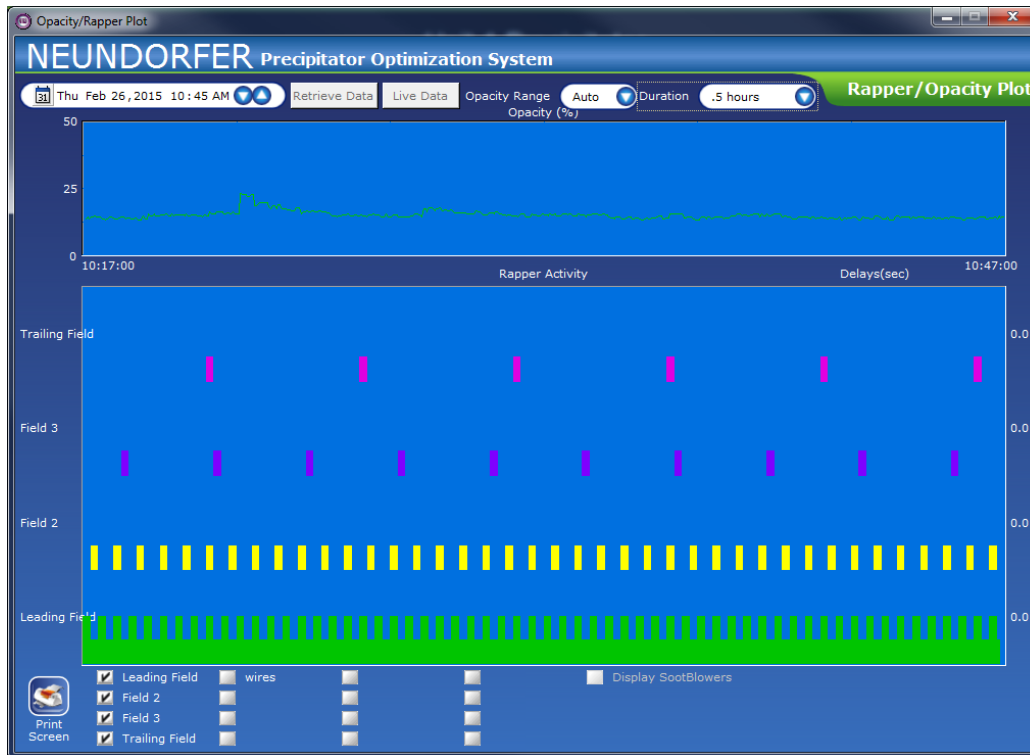 Opacity/Rapper Plot
NEUNDORFER Precipitator Optimization System
31 Thu Feb 26, 2015 10:45 AM Retrieve Data Live Data Opacity Range Auto Duration .5 hours Rapper/Opacity Plot
Opacity (%)
50
25
0
10:17:00 10:47:00
Rapper Activity Delays(sec)
Trailing Field 0.0
Field 3 0.0
Field 2 0.0
Leading Field 0.0
Leading Field wires Display SootBlowers
Field 2
Field 3
Trailing Field
Print
Screen